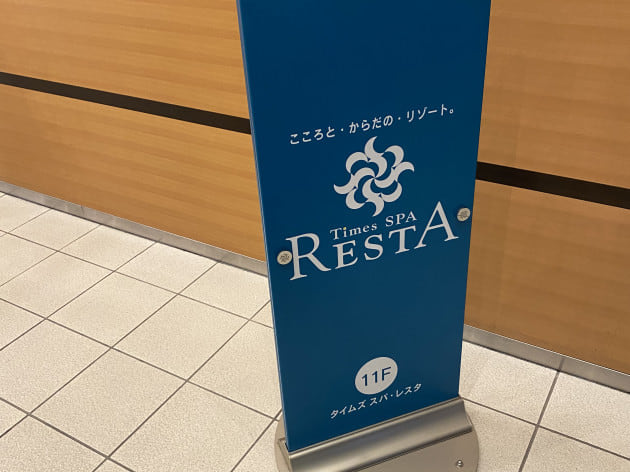 こころと・からだの・リゾート。
Times SPA
RESTA
11F
タイムズ スパ・レスタ